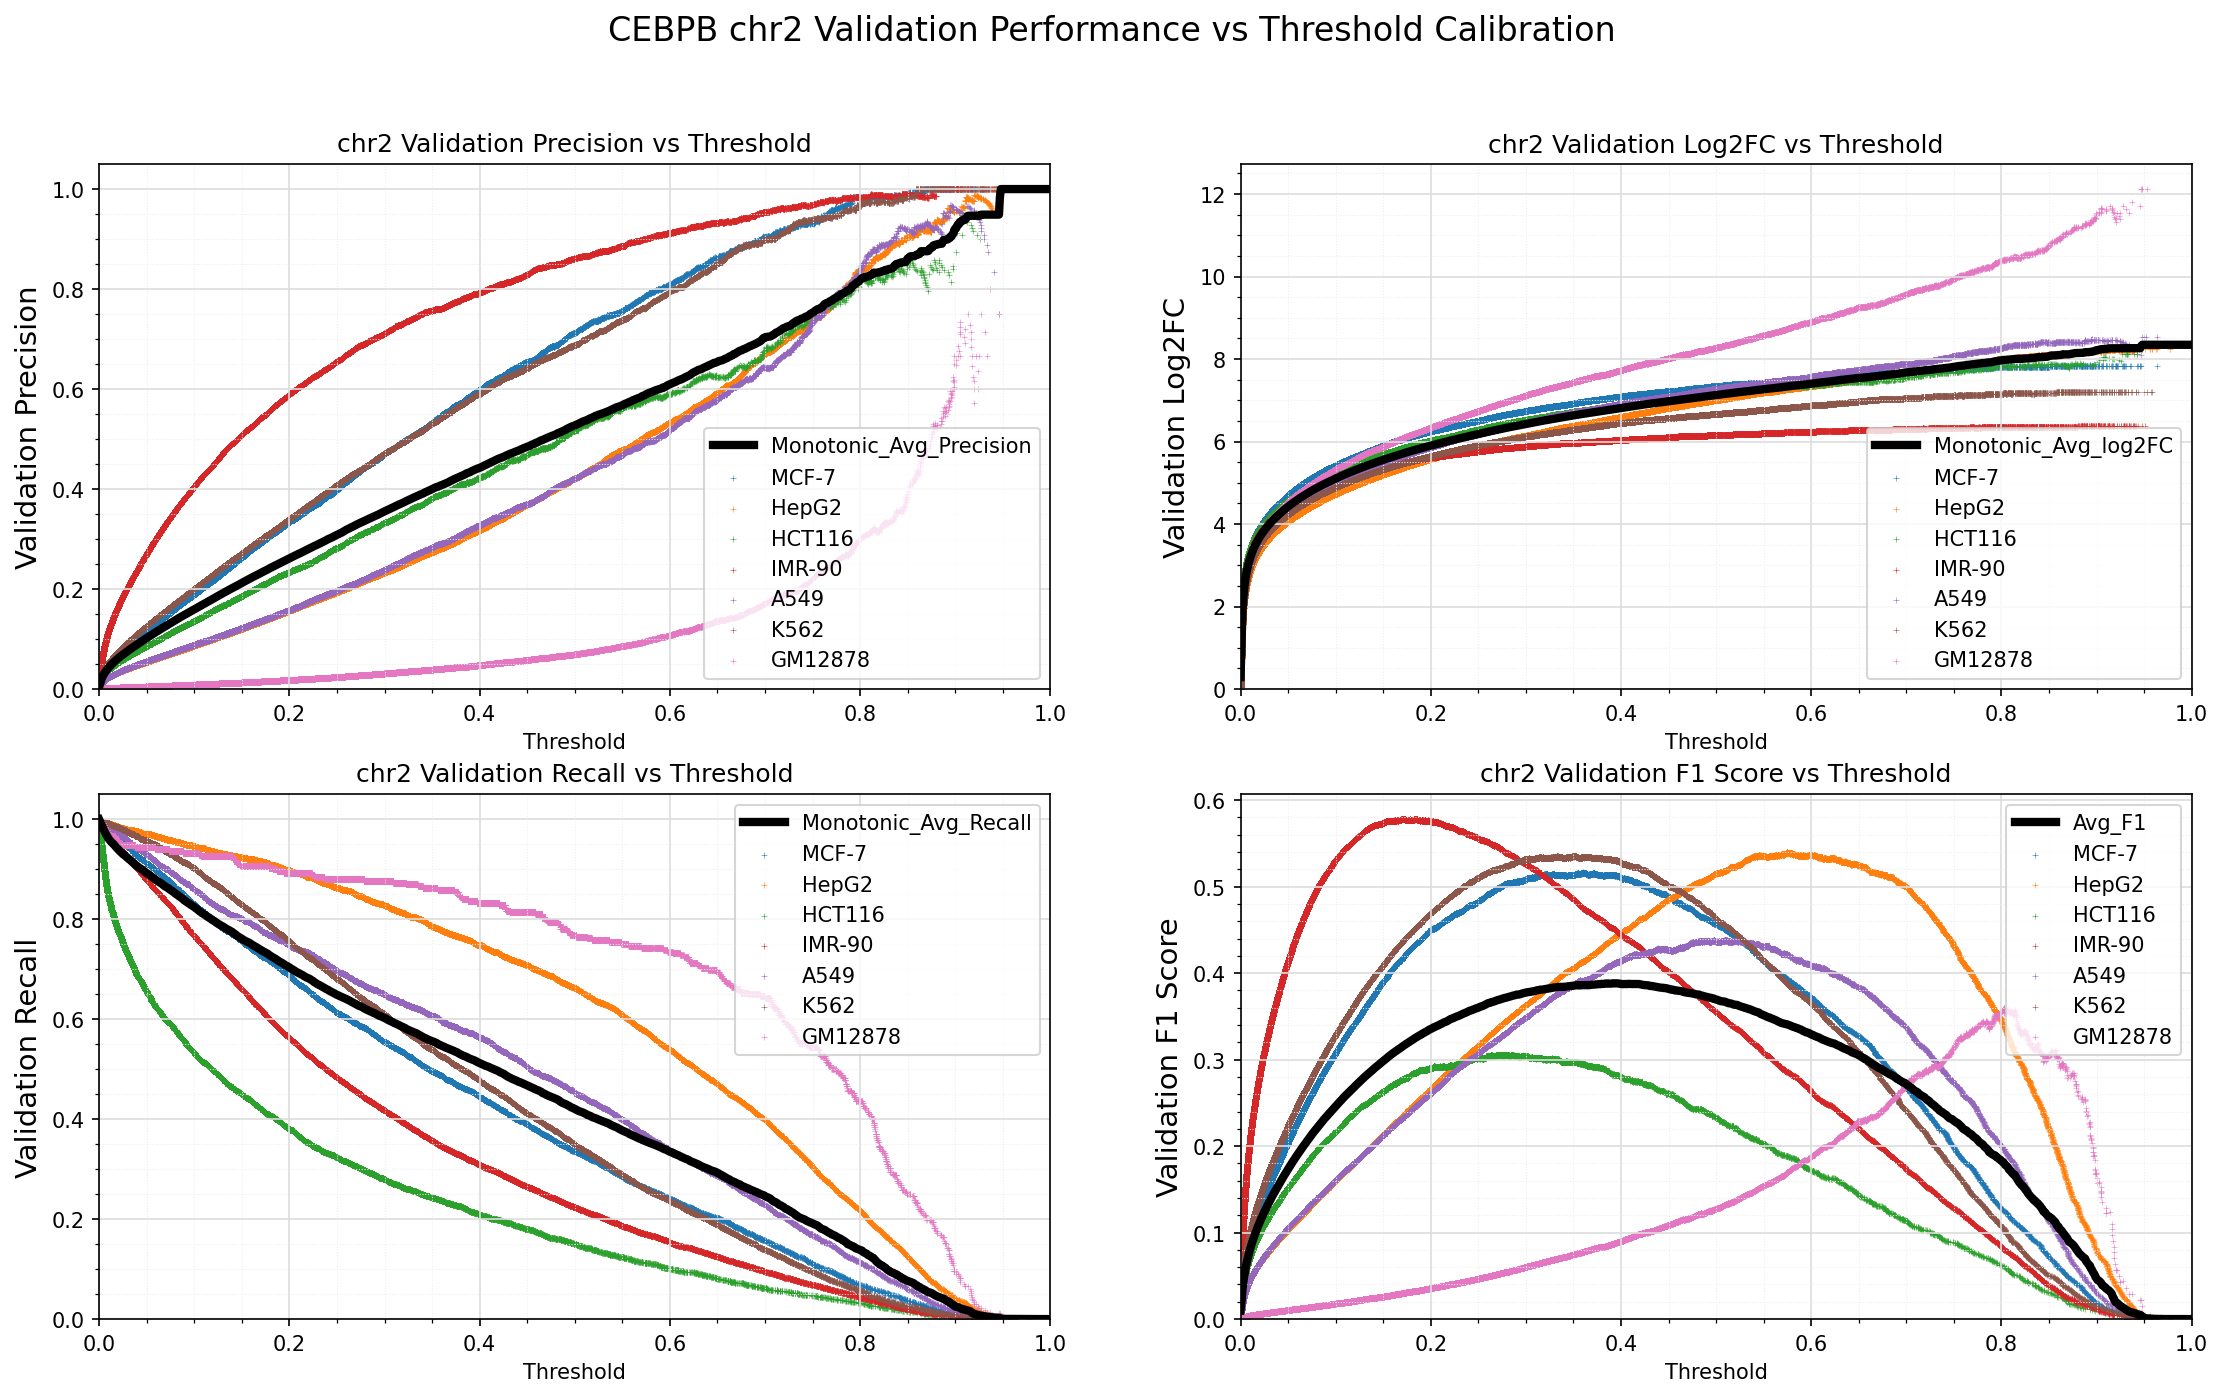 CEBPB chr2 Validation Performance vs Threshold Calibration
chr2 Validation Precision vs Threshold
Validation Precision
1.0
0.8
0.6
0.4
0.2
0.0
0.0 0.2 0.4 0.6 0.8 1.0
Threshold
Monotonic_Avg_Precision
MCF-7
HepG2
HCT116
IMR-90
A549
K562
GM12878
chr2 Validation Log2FC vs Threshold
Validation Log2FC
12
10
8
6
4
2
0
0.0 0.2 0.4 0.6 0.8 1.0
Threshold
Monotonic_Avg_log2FC
MCF-7
HepG2
HCT116
IMR-90
A549
K562
GM12878
chr2 Validation Recall vs Threshold
Validation Recall
1.0
0.8
0.6
0.4
0.2
0.0
0.0 0.2 0.4 0.6 0.8 1.0
Threshold
Monotonic_Avg_Recall
MCF-7
HepG2
HCT116
IMR-90
A549
K562
GM12878
chr2 Validation F1 Score vs Threshold
Validation F1 Score
0.6
0.5
0.4
0.3
0.2
0.1
0.0
0.0 0.2 0.4 0.6 0.8 1.0
Threshold
Avg_F1
MCF-7
HepG2
HCT116
IMR-90
A549
K562
GM12878